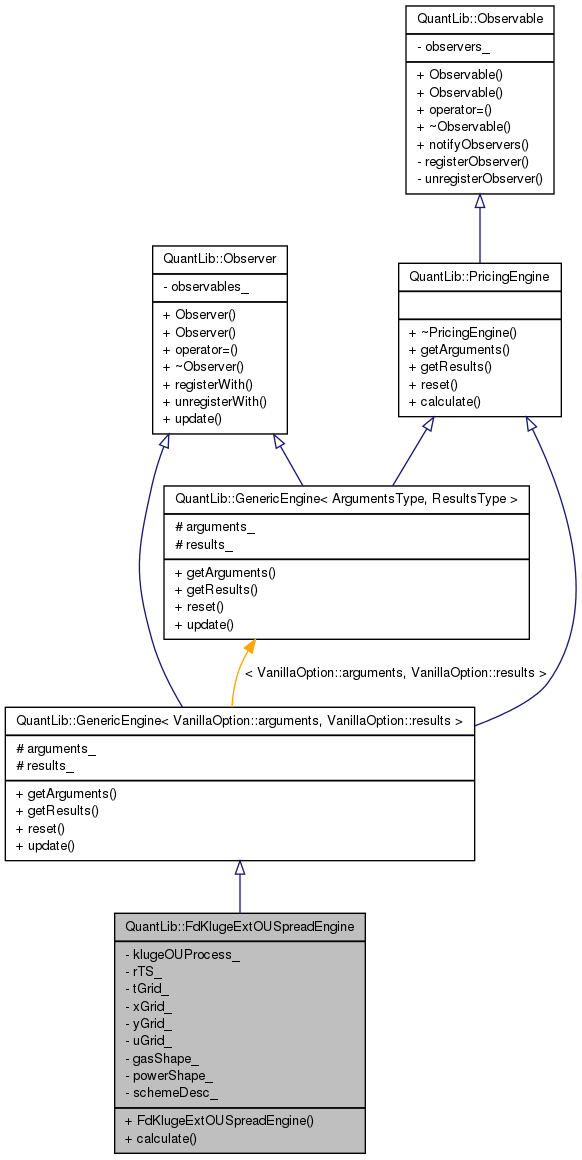 QuantLib::Observable
- observers_
+ Observable()
+ Observable()
+ operator=()
+ ~Observable()
+ notifyObservers()
- registerObserver()
- unregisterObserver()
QuantLib::Observer
- observables_
+ Observer()
+ Observer()
+ operator=()
+ ~Observer()
+ registerWith()
+ unregisterWith()
+ update()
QuantLib::PricingEngine
+ ~PricingEngine()
+ getArguments()
+ getResults()
+ reset()
+ calculate()
QuantLib::GenericEngine< ArgumentsType, ResultsType >
# arguments_
# results_
+ getArguments()
+ getResults()
+ reset()
+ update()
< VanillaOption::arguments, VanillaOption::results >
QuantLib::GenericEngine< VanillaOption::arguments, VanillaOption::results >
# arguments_
# results_
+ getArguments()
+ getResults()
+ reset()
+ update()
QuantLib::FdKlugeExtOUSpreadEngine
- klugeOUProcess_
- rTS_
- tGrid_
- xGrid_
- yGrid_
- uGrid_
- gasShape_
- powerShape_
- schemeDesc_
+ FdKlugeExtOUSpreadEngine()
+ calculate()